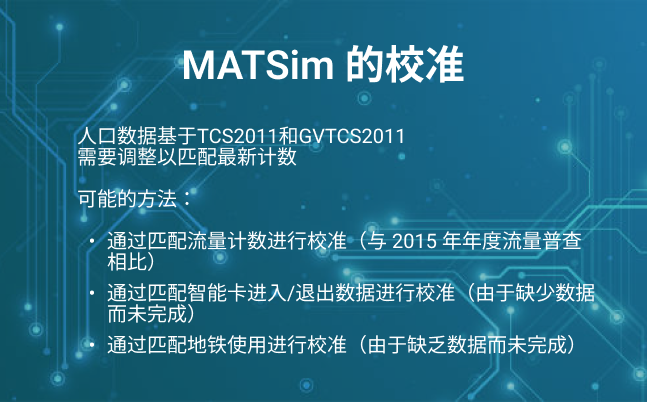 MATSim 的校准
人口数据基于TCS2011和GVTCS2011
需要调整以匹配最新计数
可能的方法：
• 通过匹配流量计数进行校准（与 2015 年年度流量普查
相比）
• 通过匹配智能卡进入/退出数据进行校准（由于缺少数据
而未完成）
• 通过匹配地铁使用进行校准（由于缺乏数据而未完成）